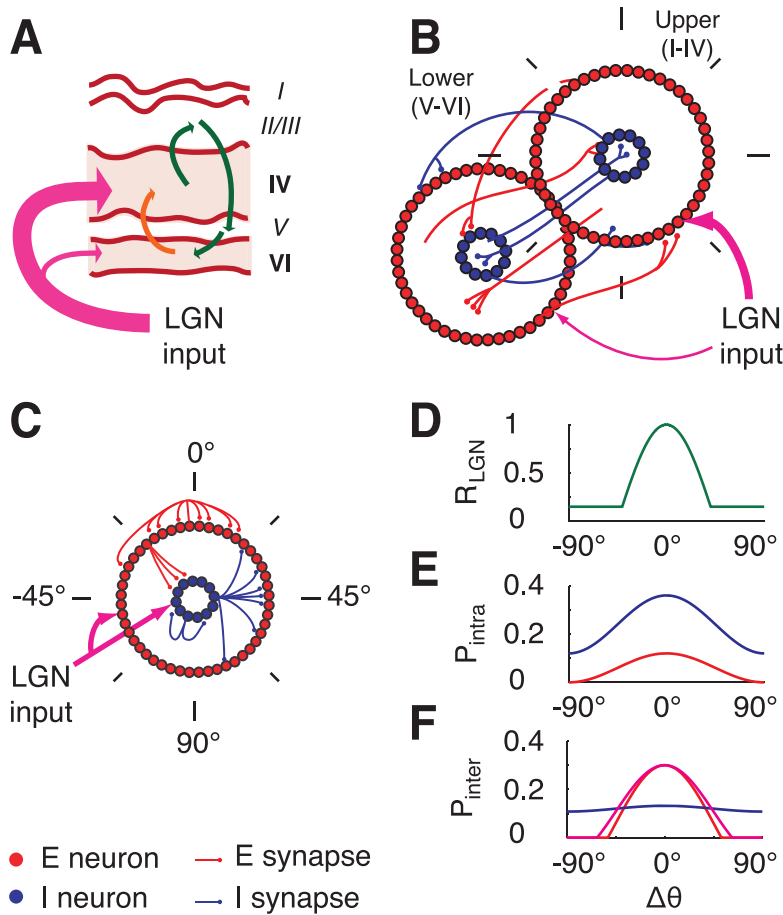 A
I
II/III
IV
V
VI
LGN
input
B
Upper
(I-IV)
Lower
(V-VI)
LGN
input
C
0°
-45°
45°
90°
LGN
input
D
R_LGN
1
0.5
0
-90° 0° 90°
E
P_intra
0.4
0.2
0
-90° 0° 90°
F
P_inter
0.4
0.2
0
-90° 0° 90°
Δθ
E neuron E synapse
I neuron I synapse